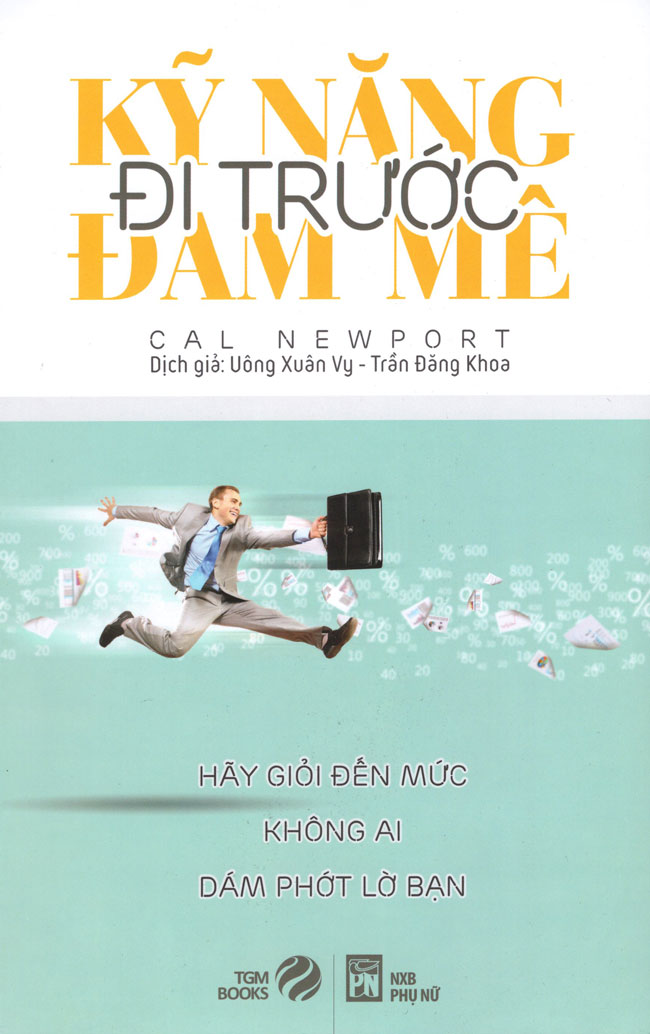 KỸ NĂNG
ĐI TRƯỚC
ĐAM MÊ
CAL NEWPORT
Dịch giả: Uông Xuân Vy - Trần Đăng Khoa
HÃY GIỎI ĐẾN MỨC
KHÔNG AI
DÁM PHỚT LỜ BẠN
TGM
BOOKS
PN
NXB
PHỤ NỮ